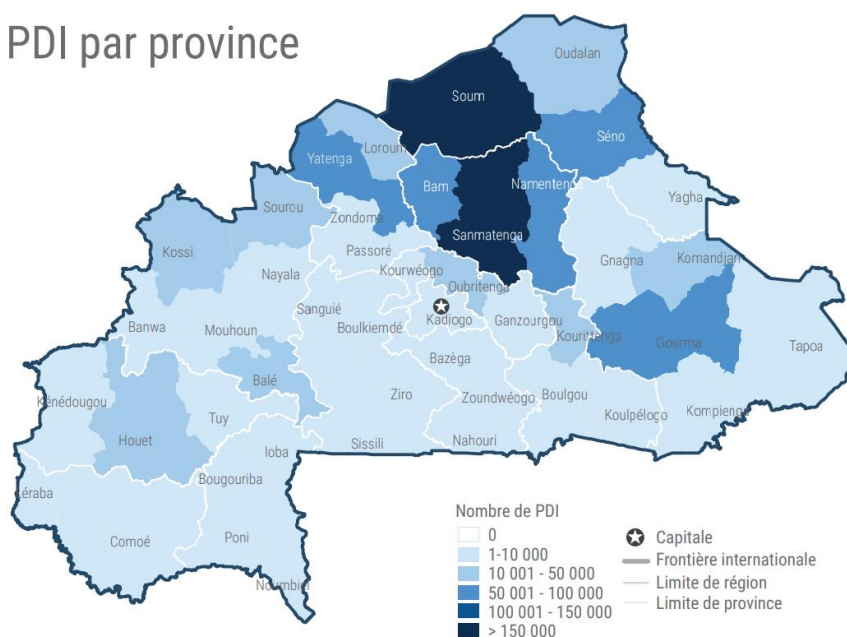 PDI par province
Oudalan
Soum
Séno
Loroum
Yatenga
Bam
Namentenga
Yagha
Sourou
Zondoma
Sanmatenga
Kossi
Passoré
Gnagna
Komandjari
Nayala
Kourwéogo
Oubritenga
Sanguié
Kadiogo
Ganzourgou
Banwa
Mouhoun
Boulkiemdé
Kourittenga
Gourma
Tapoa
Bazèga
Balé
Kénédougou
Ziro
Zoundwéogo
Boulgou
Tuy
Koulpélogo
Kompienga
Houet
Sissili
Nahouri
Ioba
Bougouriba
Léraba
Comoé
Poni
Noumbiel
Nombre de PDI
0
1-10 000
10 001 - 50 000
50 001 - 100 000
100 001 - 150 000
> 150 000
Capitale
Frontière internationale
Limite de région
Limite de province